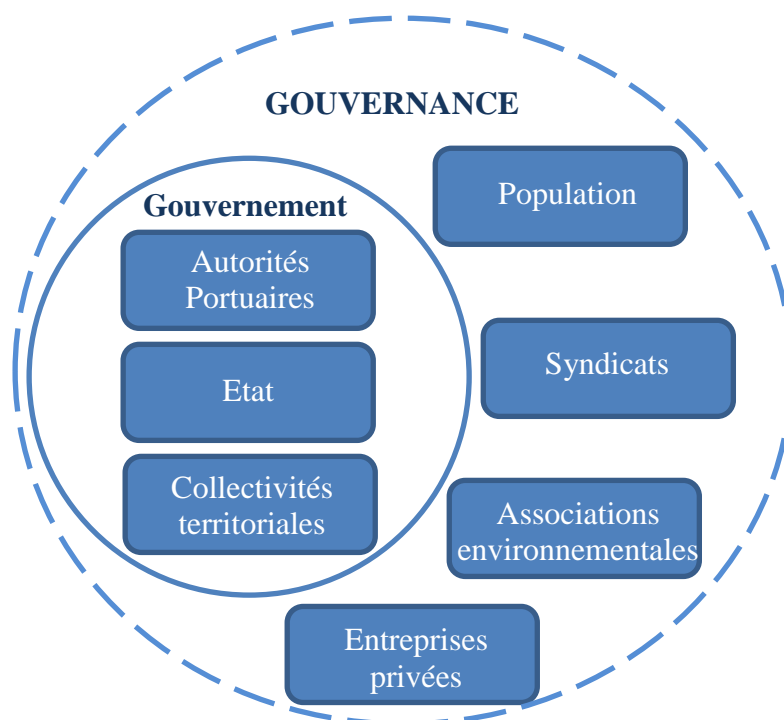 GOUVERNANCE
Population
Gouvernement
Autorités
Portuaires
Etat
Syndicats
Collectivités
territoriales
Associations
environnementales
Entreprises
privées